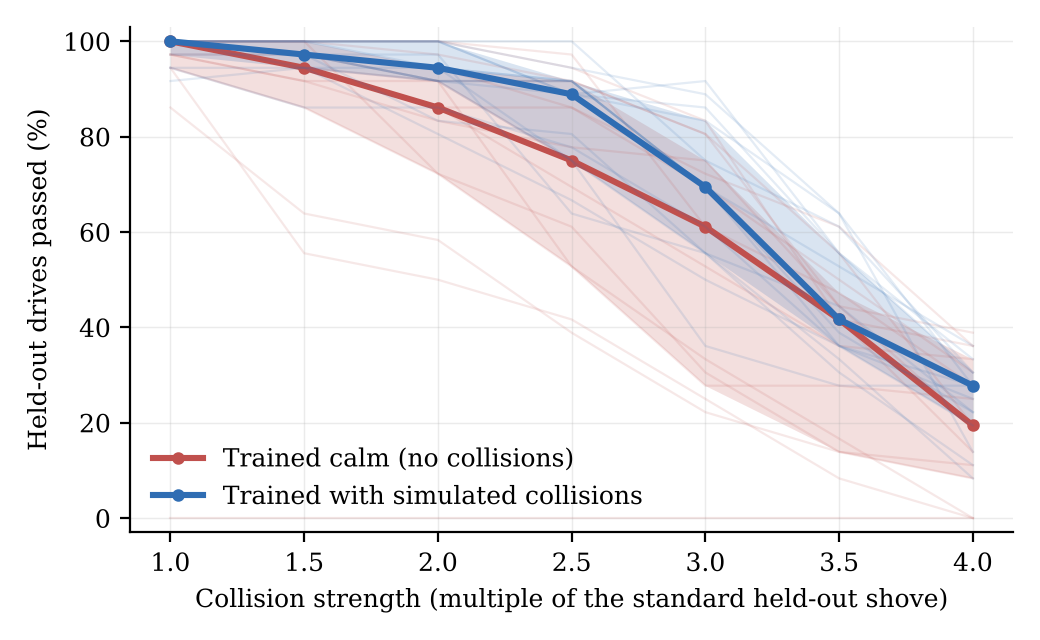 100
80
60
40
20
0
Held-out drives passed (%)
Trained calm (no collisions)
Trained with simulated collisions
1.0 1.5 2.0 2.5 3.0 3.5 4.0
Collision strength (multiple of the standard held-out shove)